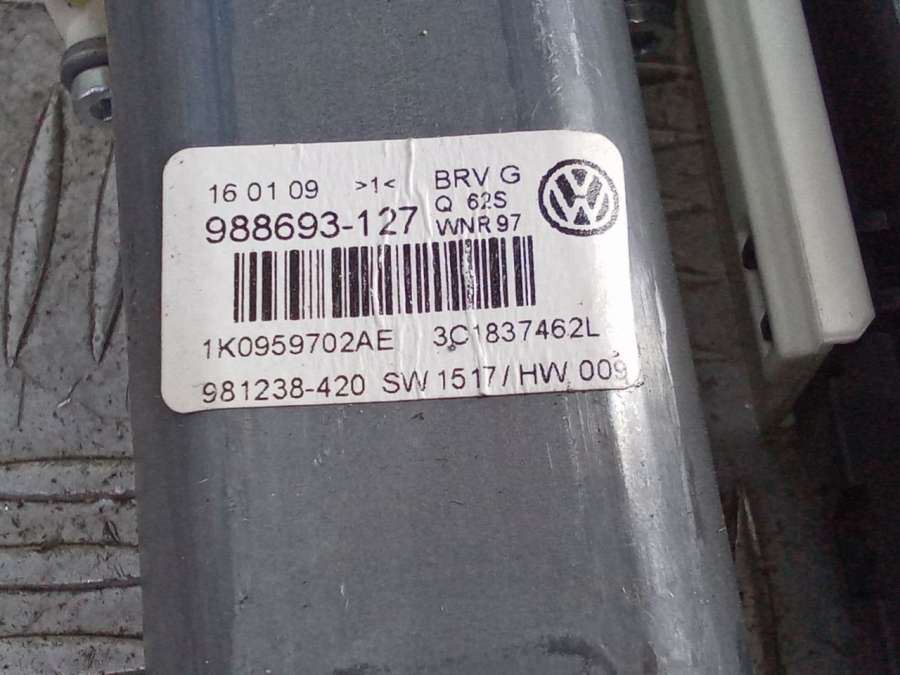 16 01 09 >1< BRV G
Q 62S
988693-127 WNR 97
1K0959702AE 3C1837462L
981238-420 SW 1517/ HW 009